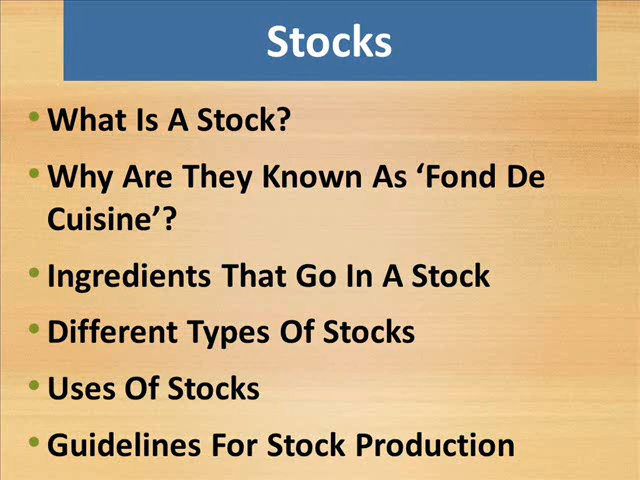 Stocks
• What Is A Stock?
• Why Are They Known As ‘Fond De
Cuisine’?
• Ingredients That Go In A Stock
• Different Types Of Stocks
• Uses Of Stocks
• Guidelines For Stock Production